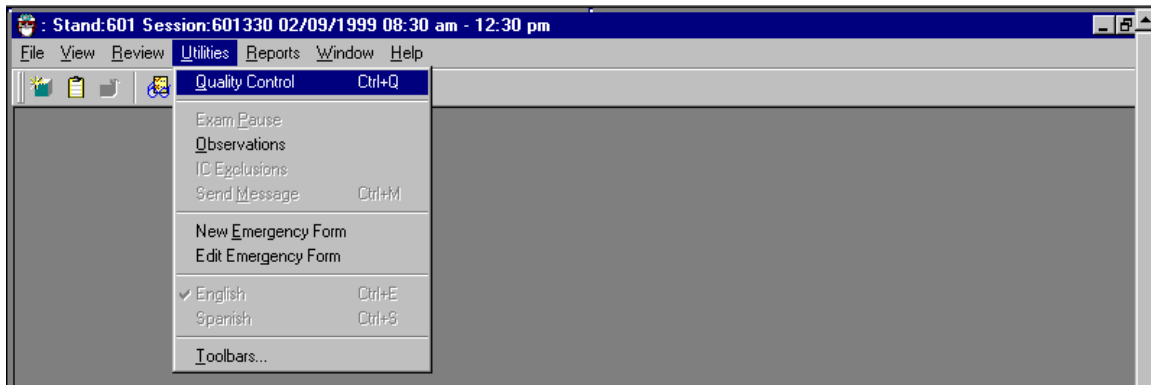 : Stand:601 Session:601330 02/09/1999 08:30 am - 12:30 pm
File View Review Utilities Reports Window Help
Quality Control Ctrl+Q
Exam Pause
Observations
IC Exclusions
Send Message Ctrl+M
New Emergency Form
Edit Emergency Form
English Ctrl+E
Spanish Ctrl+S
Toolbars...